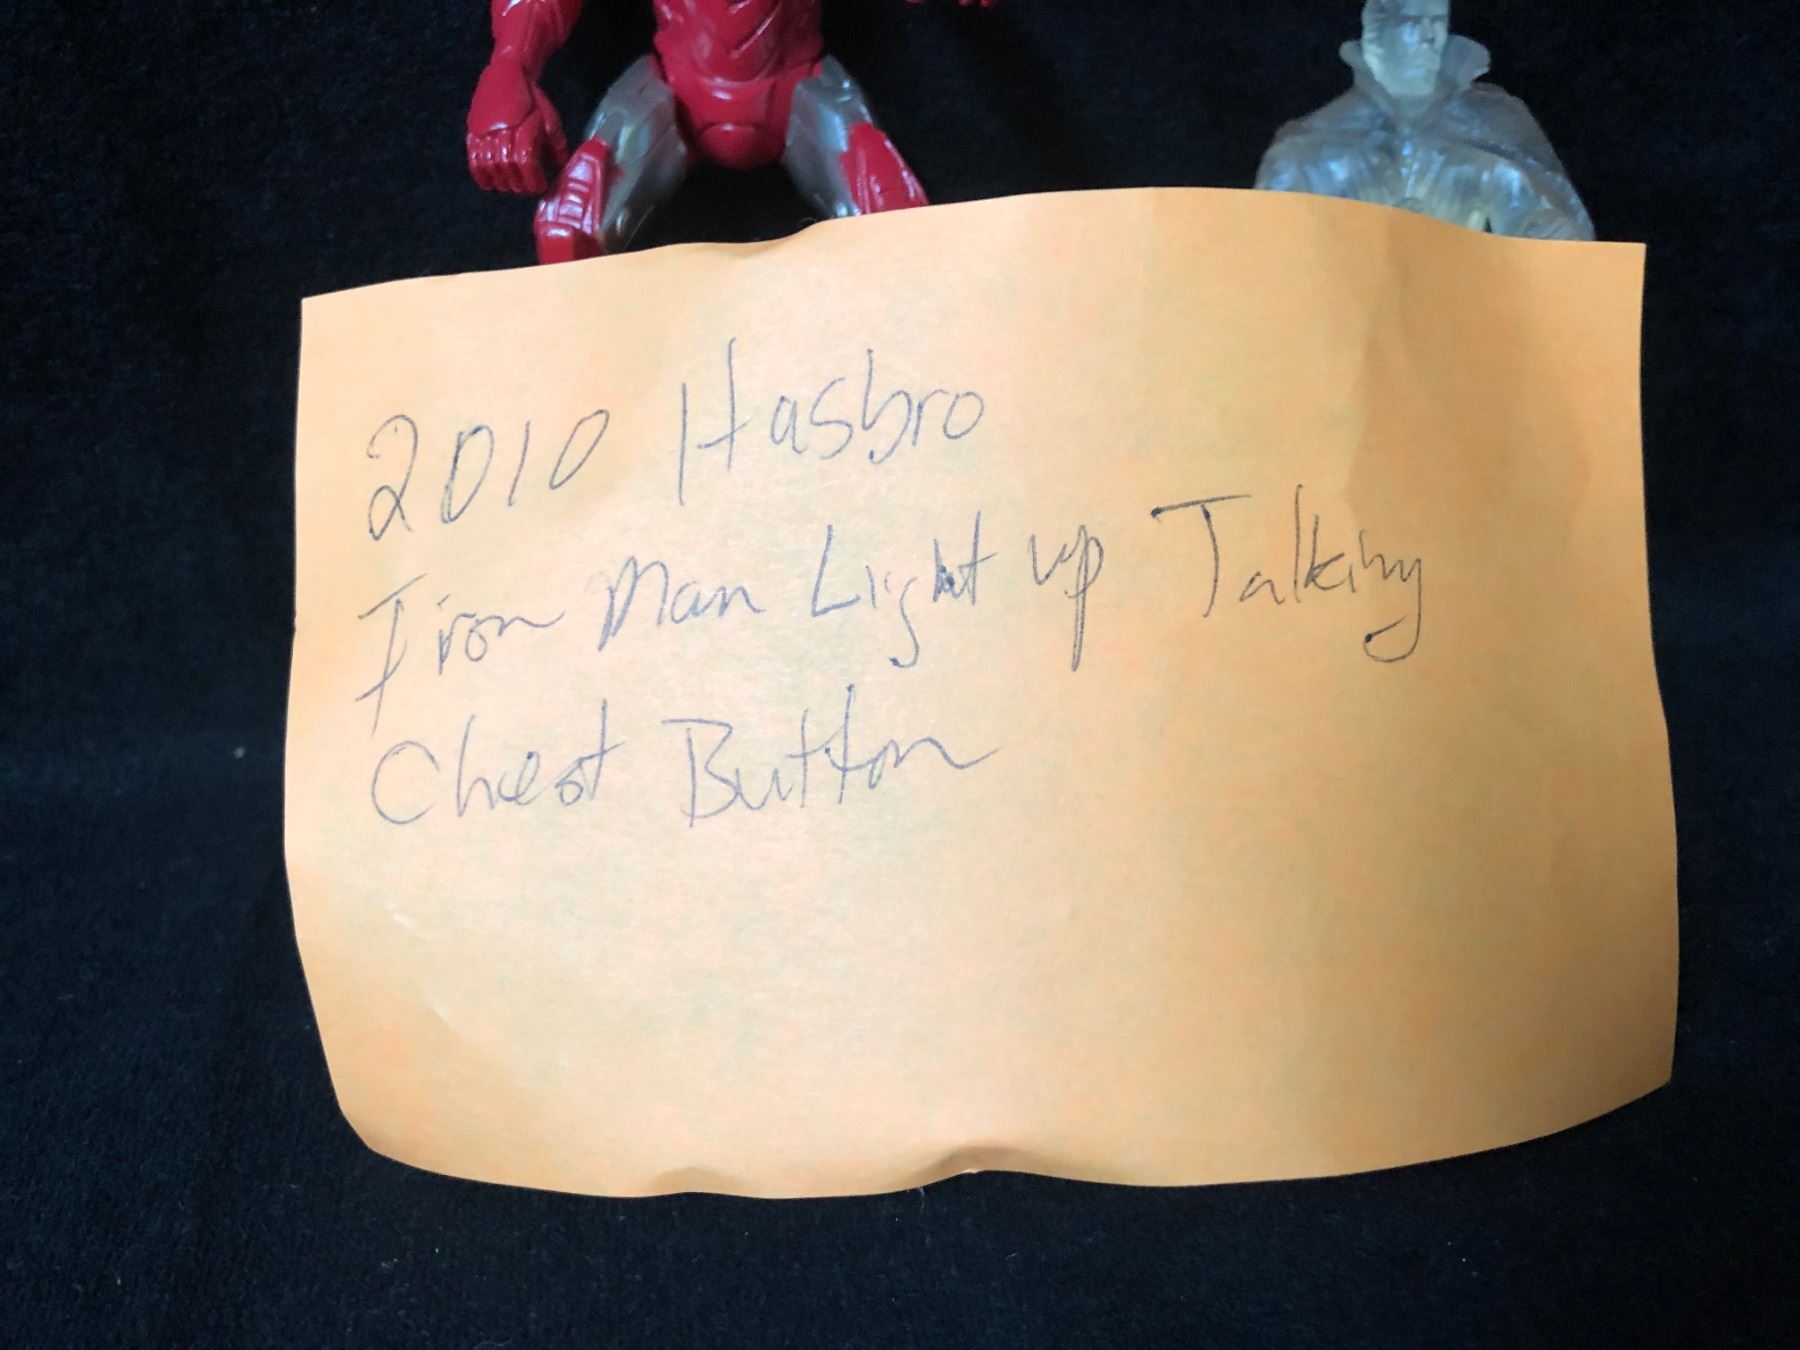 2010 Hasbro
Iron Man Light up Talking
Chest Button